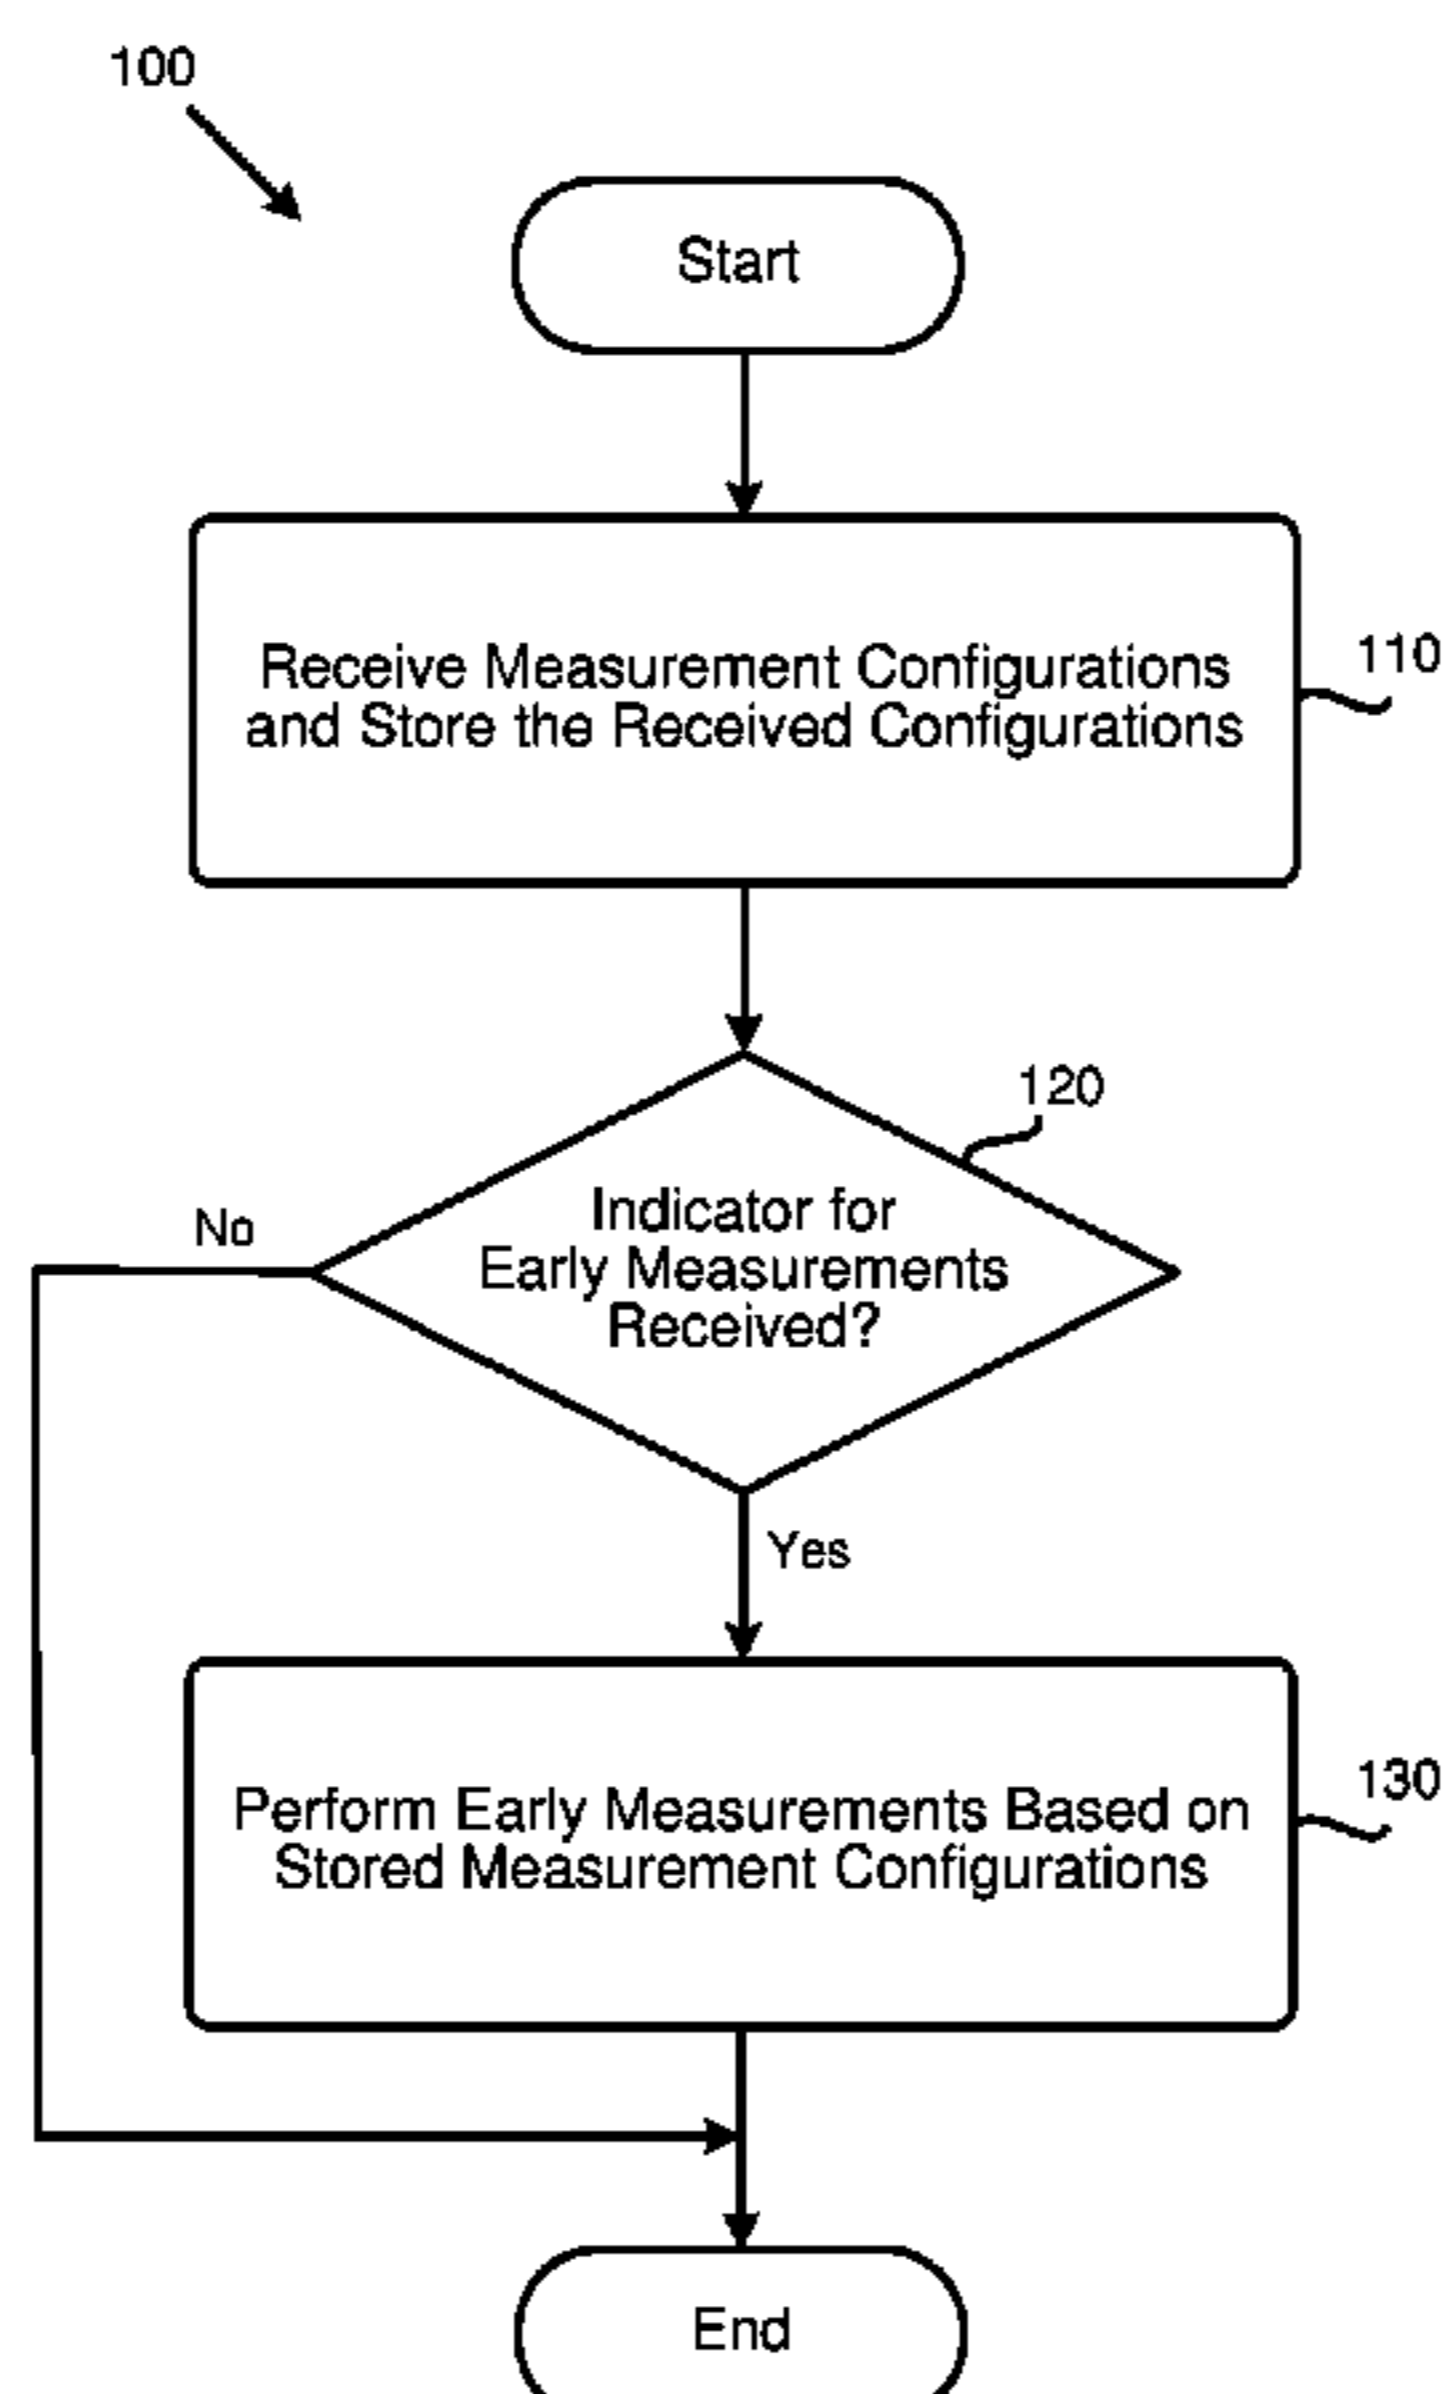 100
Start
Receive Measurement Configurations
and Store the Received Configurations
110
120
Indicator for
Early Measurements
Received?
No
Yes
Perform Early Measurements Based on
Stored Measurement Configurations
130
End